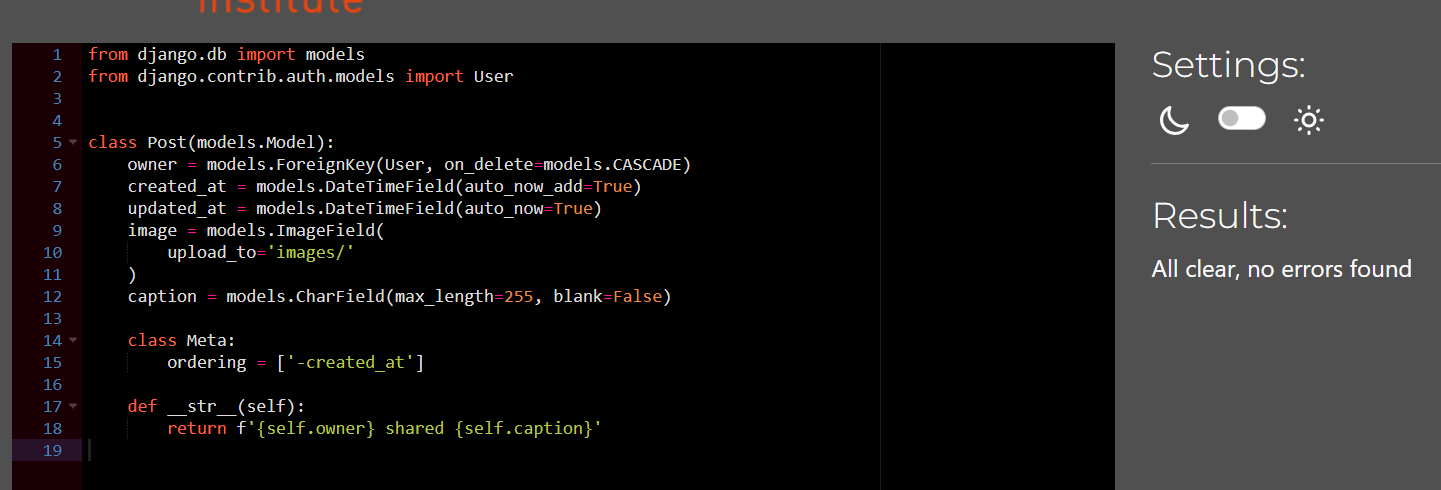 institute
1 from django.db import models
2 from django.contrib.auth.models import User
3
4
5 class Post(models.Model):
6     owner = models.ForeignKey(User, on_delete=models.CASCADE)
7     created_at = models.DateTimeField(auto_now_add=True)
8     updated_at = models.DateTimeField(auto_now=True)
9     image = models.ImageField(
10         upload_to='images/'
11     )
12     caption = models.CharField(max_length=255, blank=False)
13
14     class Meta:
15         ordering = ['-created_at']
16
17     def __str__(self):
18         return f'{self.owner} shared {self.caption}'
19
Settings:
Results:
All clear, no errors found